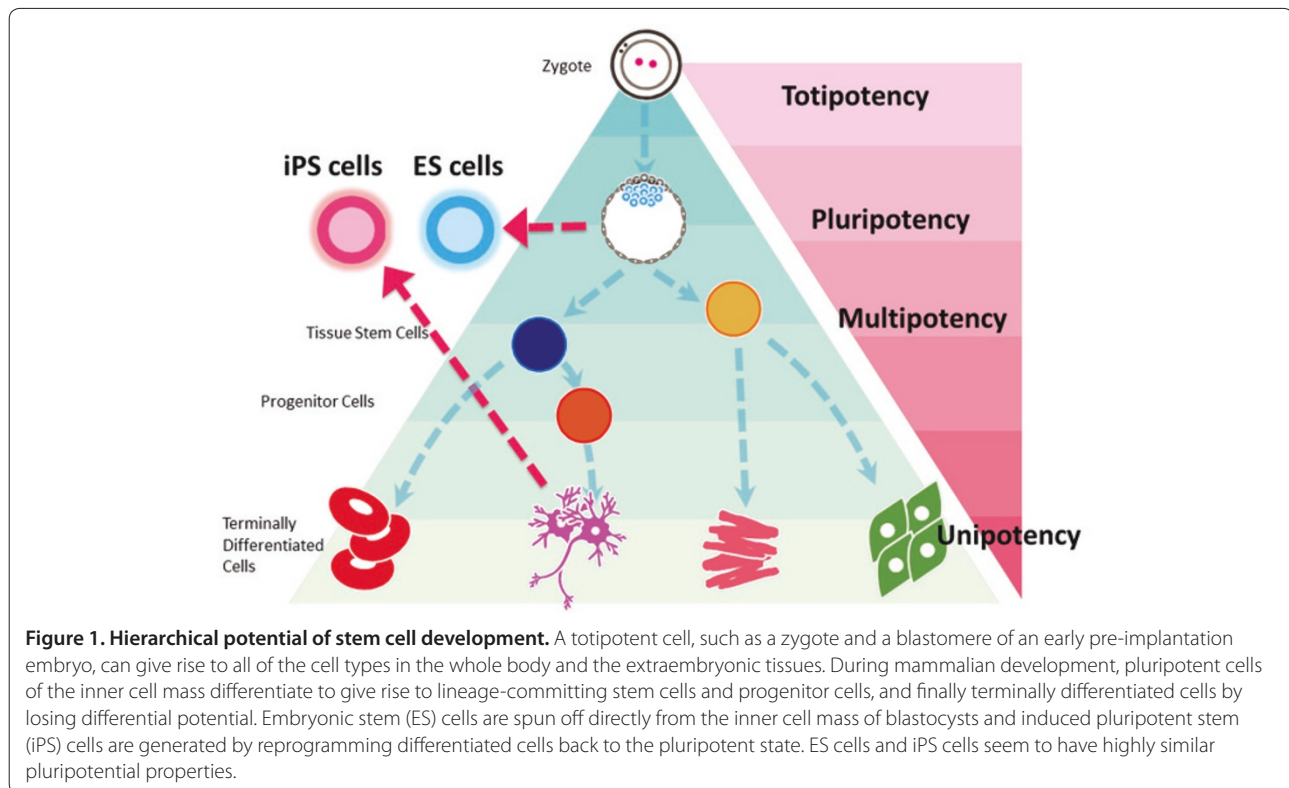 Zygote
Totipotency
iPS cells
ES cells
Pluripotency
Multipotency
Tissue Stem Cells
Progenitor Cells
Terminally
Differentiated
Cells
Unipotency
Figure 1. Hierarchical potential of stem cell development. A totipotent cell, such as a zygote and a blastomere of an early pre-implantation
embryo, can give rise to all of the cell types in the whole body and the extraembryonic tissues. During mammalian development, pluripotent cells
of the inner cell mass differentiate to give rise to lineage-committing stem cells and progenitor cells, and finally terminally differentiated cells by
losing differential potential. Embryonic stem (ES) cells are spun off directly from the inner cell mass of blastocysts and induced pluripotent stem
(iPS) cells are generated by reprogramming differentiated cells back to the pluripotent state. ES cells and iPS cells seem to have highly similar
pluripotential properties.